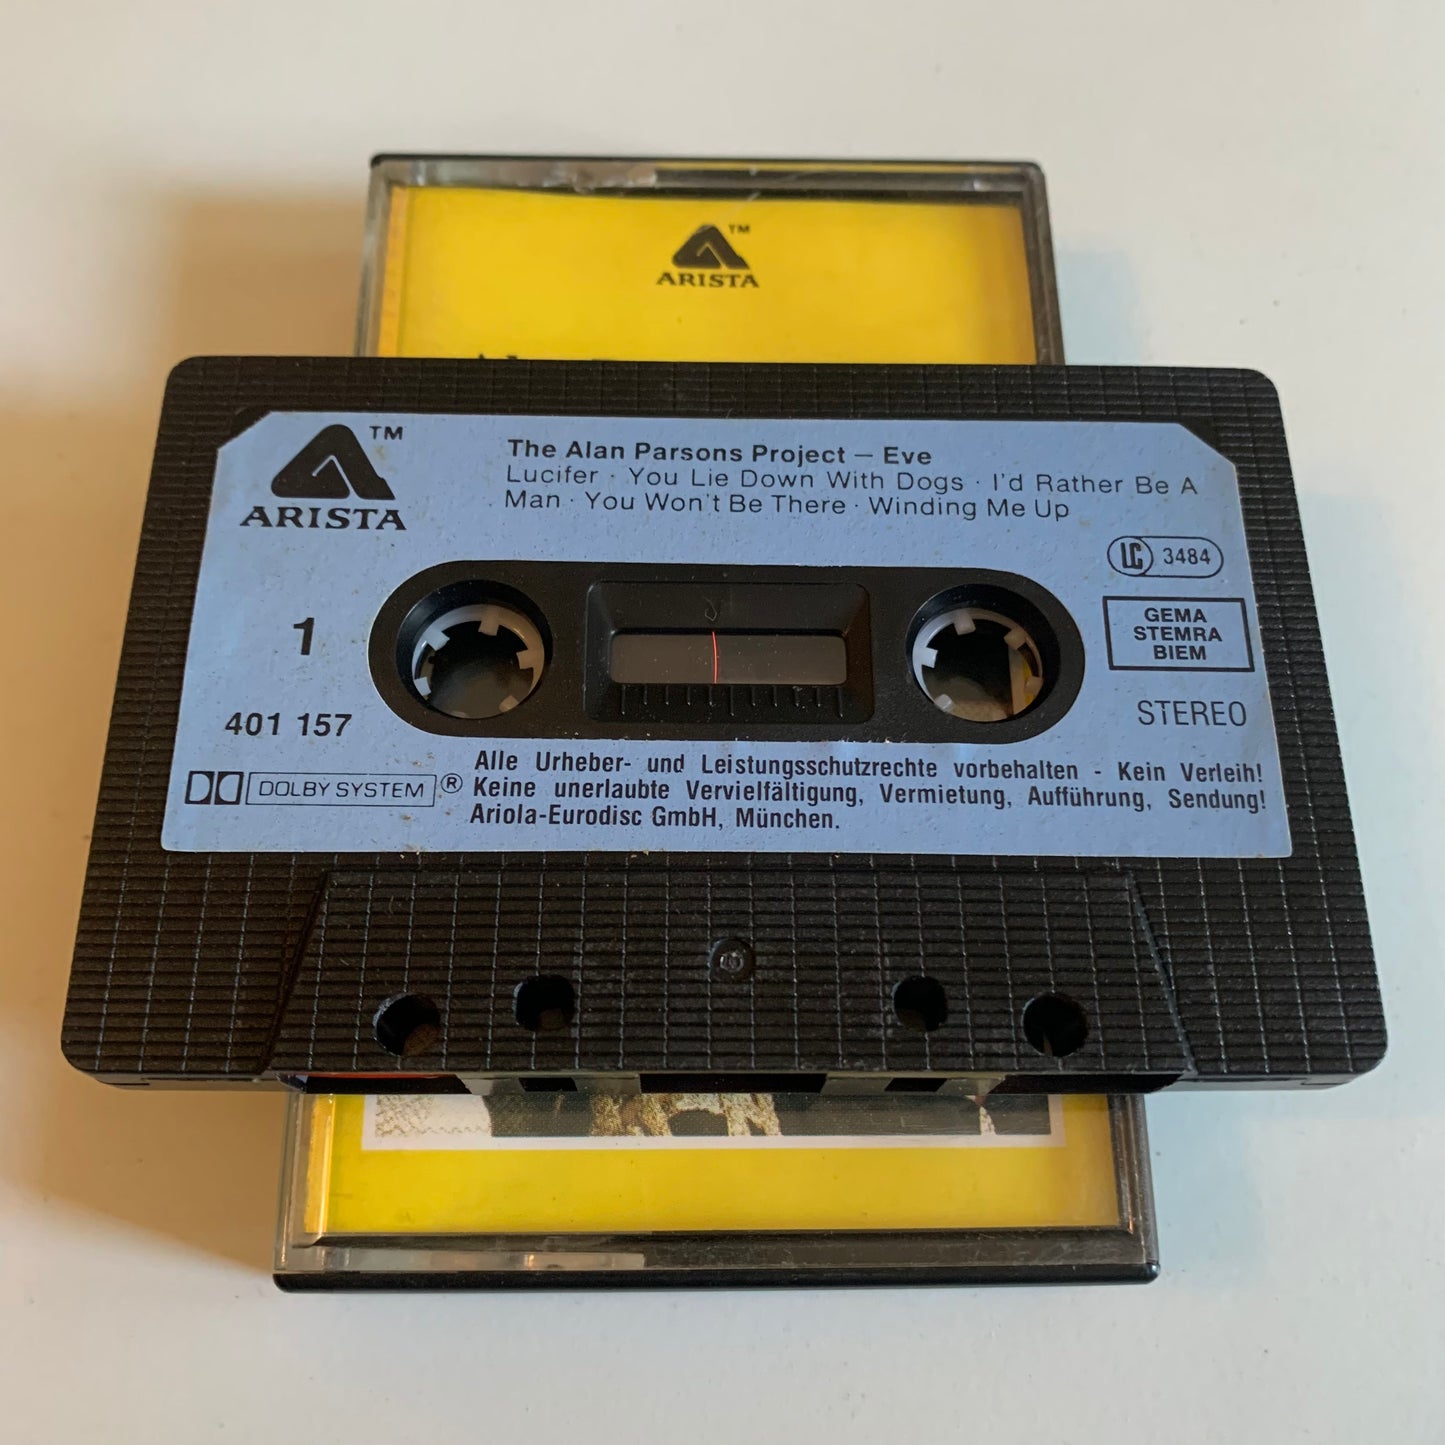 ™
ARISTA
™
ARISTA
The Alan Parsons Project – Eve
Lucifer · You Lie Down With Dogs · I'd Rather Be A
Man · You Won't Be There · Winding Me Up
LC 3484
1
GEMA
STEMRA
BIEM
401 157
STEREO
DOLBY SYSTEM ®
Alle Urheber- und Leistungsschutzrechte vorbehalten - Kein Verleih!
Keine unerlaubte Vervielfältigung, Vermietung, Aufführung, Sendung!
Ariola-Eurodisc GmbH, München.